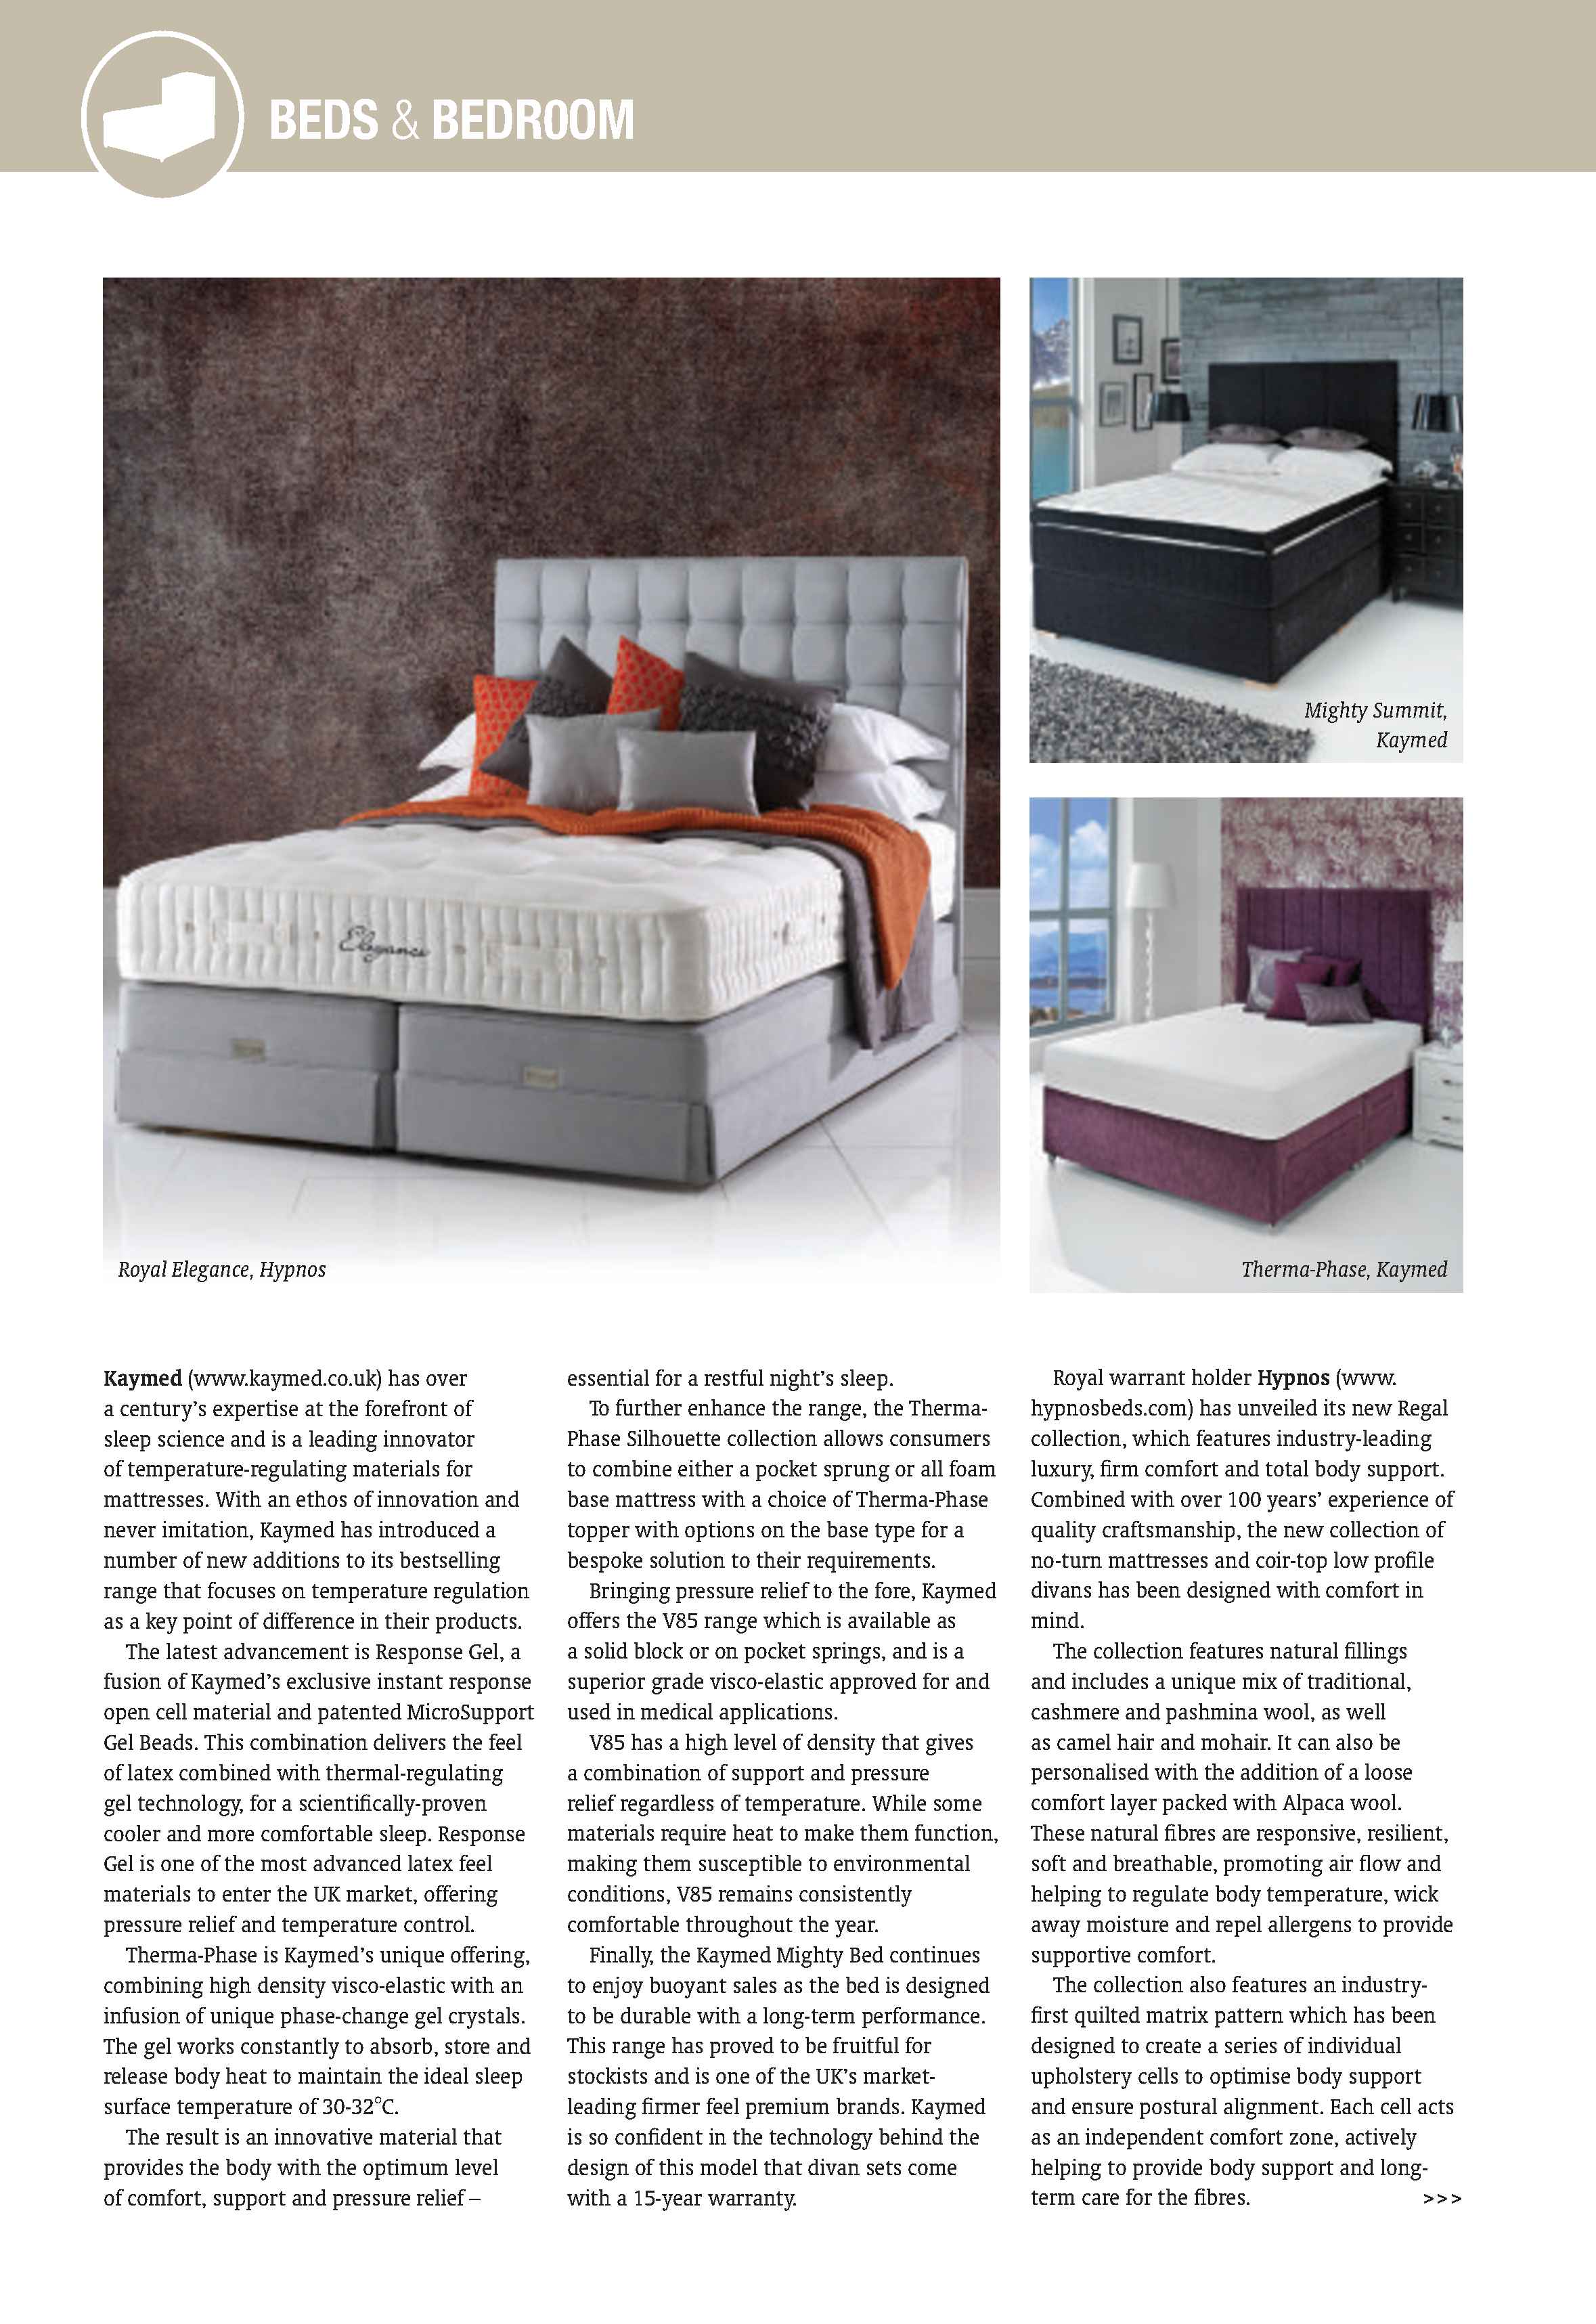 BEDS & BEDROOM
Elegance
Mighty Summit,
Kaymed
Royal Elegance, Hypnos
Therma-Phase, Kaymed
Kaymed (www.kaymed.co.uk) has over
a century’s expertise at the forefront of
sleep science and is a leading innovator
of temperature-regulating materials for
mattresses. With an ethos of innovation and
never imitation, Kaymed has introduced a
number of new additions to its bestselling
range that focuses on temperature regulation
as a key point of difference in their products.
The latest advancement is Response Gel, a
fusion of Kaymed’s exclusive instant response
open cell material and patented MicroSupport
Gel Beads. This combination delivers the feel
of latex combined with thermal-regulating
gel technology, for a scientifically-proven
cooler and more comfortable sleep. Response
Gel is one of the most advanced latex feel
materials to enter the UK market, offering
pressure relief and temperature control.
Therma-Phase is Kaymed’s unique offering,
combining high density visco-elastic with an
infusion of unique phase-change gel crystals.
The gel works constantly to absorb, store and
release body heat to maintain the ideal sleep
surface temperature of 30-32°C.
The result is an innovative material that
provides the body with the optimum level
of comfort, support and pressure relief –
essential for a restful night’s sleep.
To further enhance the range, the Therma-
Phase Silhouette collection allows consumers
to combine either a pocket sprung or all foam
base mattress with a choice of Therma-Phase
topper with options on the base type for a
bespoke solution to their requirements.
Bringing pressure relief to the fore, Kaymed
offers the V85 range which is available as
a solid block or on pocket springs, and is a
superior grade visco-elastic approved for and
used in medical applications.
V85 has a high level of density that gives
a combination of support and pressure
relief regardless of temperature. While some
materials require heat to make them function,
making them susceptible to environmental
conditions, V85 remains consistently
comfortable throughout the year.
Finally, the Kaymed Mighty Bed continues
to enjoy buoyant sales as the bed is designed
to be durable with a long-term performance.
This range has proved to be fruitful for
stockists and is one of the UK’s market-
leading firmer feel premium brands. Kaymed
is so confident in the technology behind the
design of this model that divan sets come
with a 15-year warranty.
Royal warrant holder Hypnos (www.
hypnosbeds.com) has unveiled its new Regal
collection, which features industry-leading
luxury, firm comfort and total body support.
Combined with over 100 years’ experience of
quality craftsmanship, the new collection of
no-turn mattresses and coir-top low profile
divans has been designed with comfort in
mind.
The collection features natural fillings
and includes a unique mix of traditional,
cashmere and pashmina wool, as well
as camel hair and mohair. It can also be
personalised with the addition of a loose
comfort layer packed with Alpaca wool.
These natural fibres are responsive, resilient,
soft and breathable, promoting air flow and
helping to regulate body temperature, wick
away moisture and repel allergens to provide
supportive comfort.
The collection also features an industry-
first quilted matrix pattern which has been
designed to create a series of individual
upholstery cells to optimise body support
and ensure postural alignment. Each cell acts
as an independent comfort zone, actively
helping to provide body support and long-
term care for the fibres. >>>